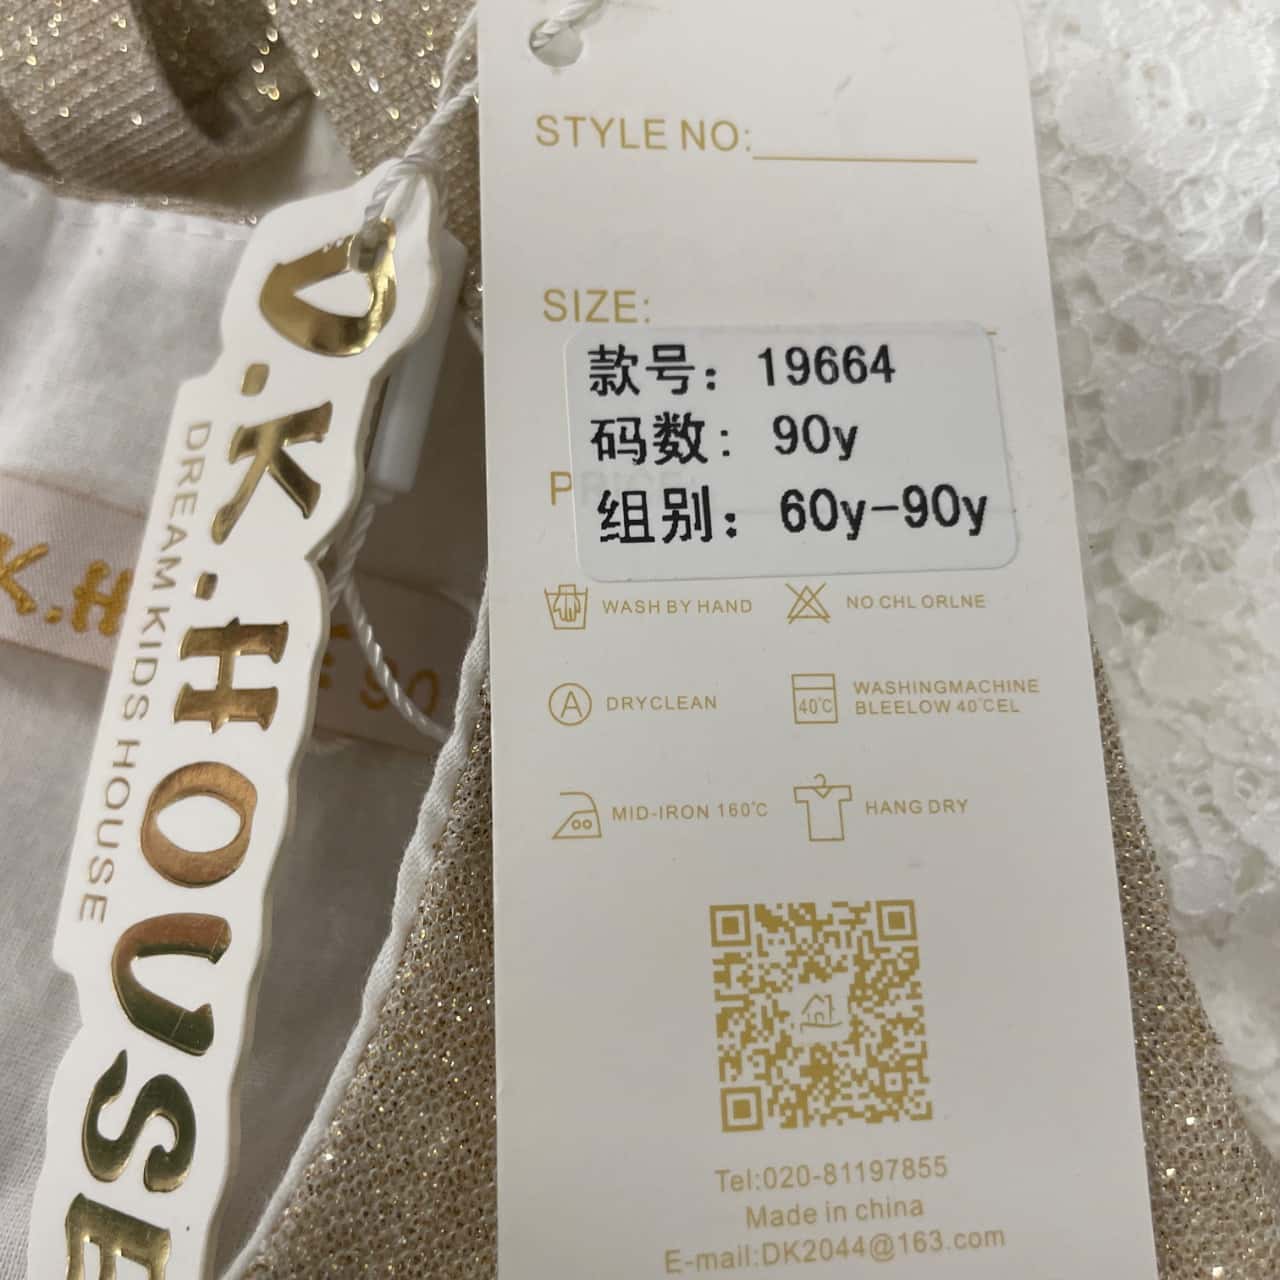 D.K.HOUSE
DREAM KIDS HOUSE
K.H
E 90
STYLE NO:
SIZE:
款号： 19664
码数： 90y
组别： 60y-90y
WASH BY HAND
NO CHL ORLNE
A
DRYCLEAN
40℃
WASHINGMACHINE
BLEELOW 40℃EL
MID-IRON 160℃
HANG DRY
Tel:020-81197855
Made in china
E-mail:DK2044@163.com